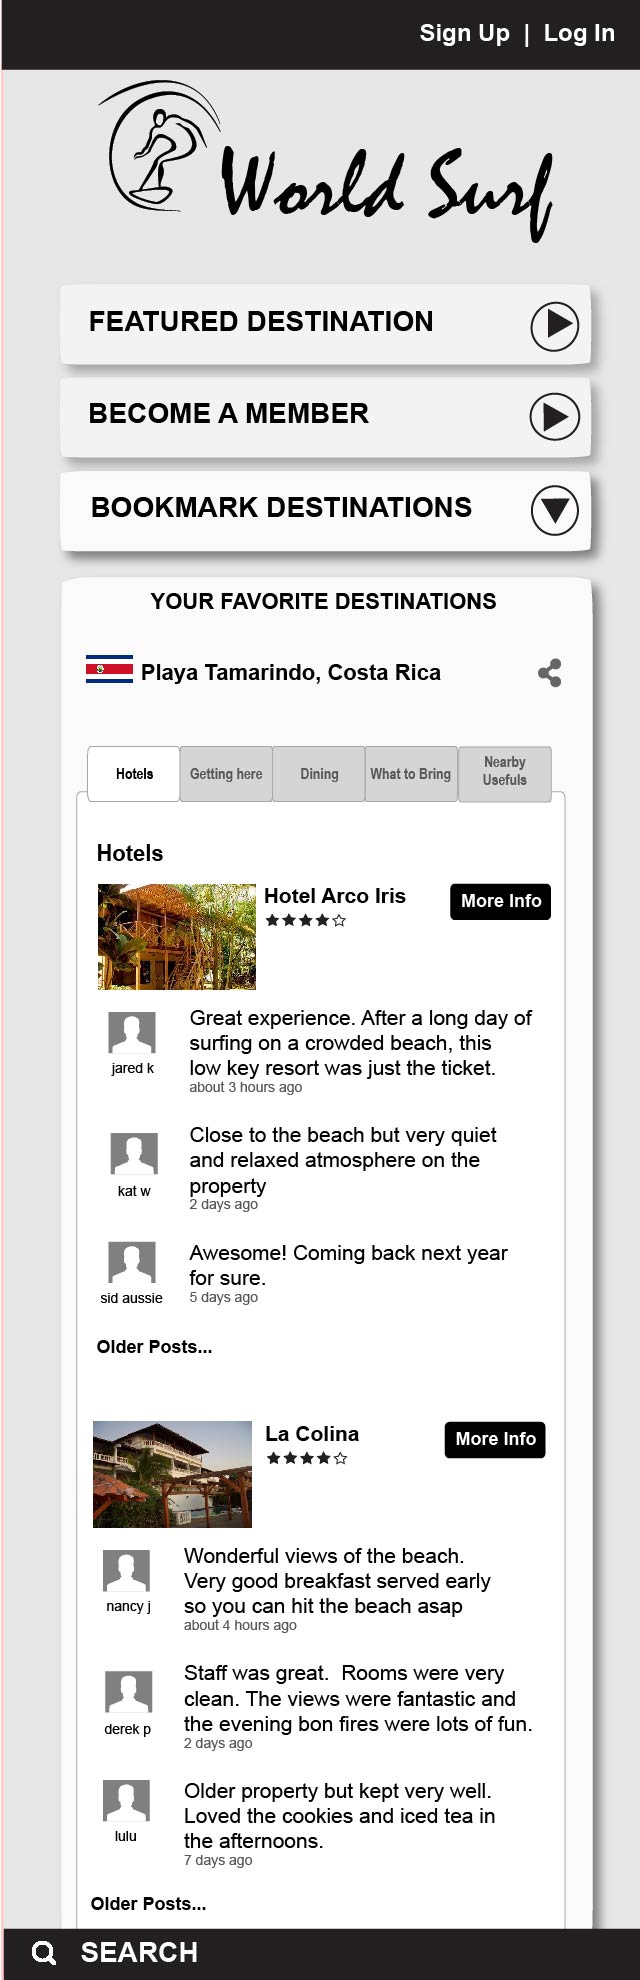 Sign Up | Log In
World Surf
FEATURED DESTINATION
BECOME A MEMBER
BOOKMARK DESTINATIONS
YOUR FAVORITE DESTINATIONS
Playa Tamarindo, Costa Rica
Hotels
Getting here
Dining
What to Bring
Nearby
Usefuls
Hotels
Hotel Arco Iris
More Info
Great experience. After a long day of
surfing on a crowded beach, this
low key resort was just the ticket.
jared k
about 3 hours ago
Close to the beach but very quiet
and relaxed atmosphere on the
property
kat w
2 days ago
Awesome! Coming back next year
for sure.
sid aussie
5 days ago
Older Posts...
La Colina
More Info
Wonderful views of the beach.
Very good breakfast served early
so you can hit the beach asap
nancy j
about 4 hours ago
Staff was great.  Rooms were very
clean. The views were fantastic and
the evening bon fires were lots of fun.
derek p
2 days ago
Older property but kept very well.
Loved the cookies and iced tea in
the afternoons.
lulu
7 days ago
Older Posts...
SEARCH